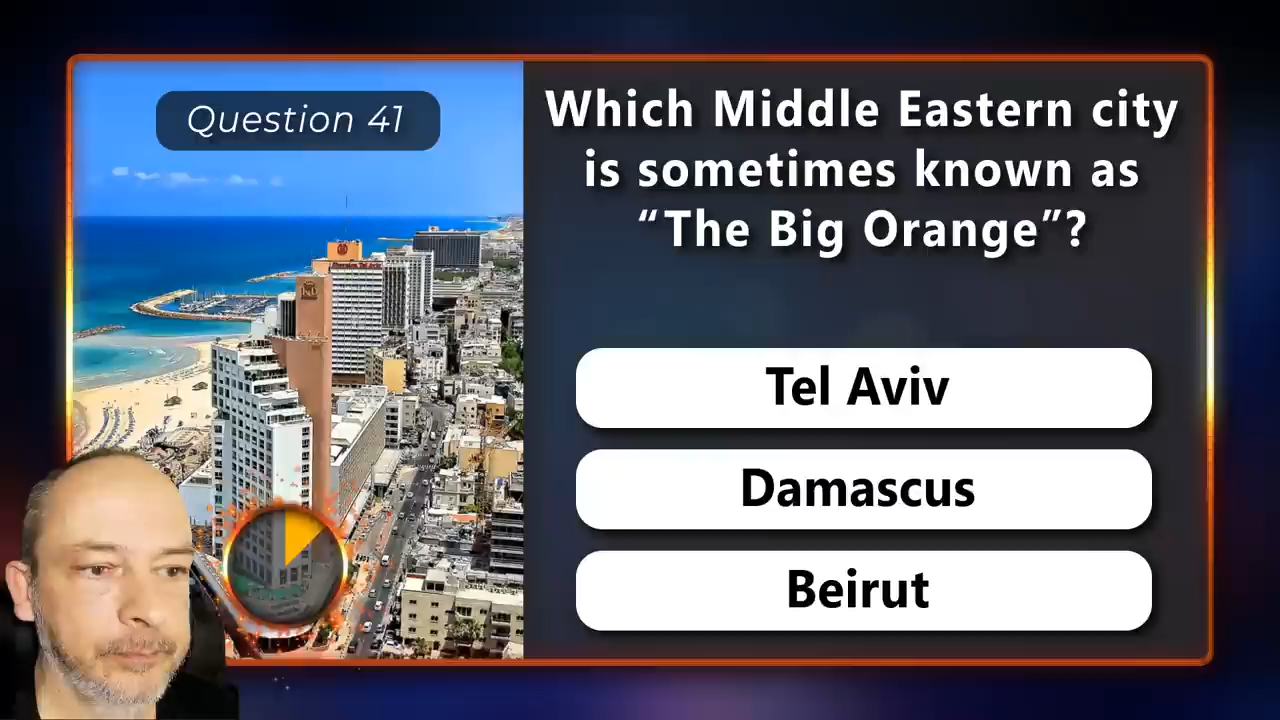 Question 41
Which Middle Eastern city
is sometimes known as
“The Big Orange”?
Tel Aviv
Damascus
Beirut